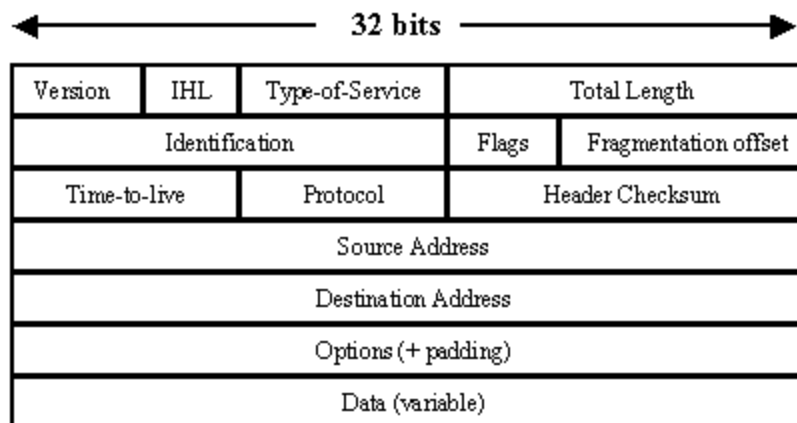 32 bits
Version IHL Type-of-Service Total Length
Identification Flags Fragmentation offset
Time-to-live Protocol Header Checksum
Source Address
Destination Address
Options (+ padding)
Data (variable)